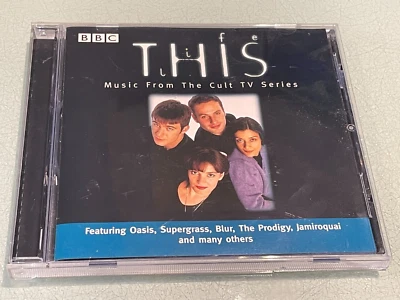 BBC
THIS
life
Music From The Cult TV Series
Featuring Oasis, Supergrass, Blur, The Prodigy, Jamiroquai
and many others